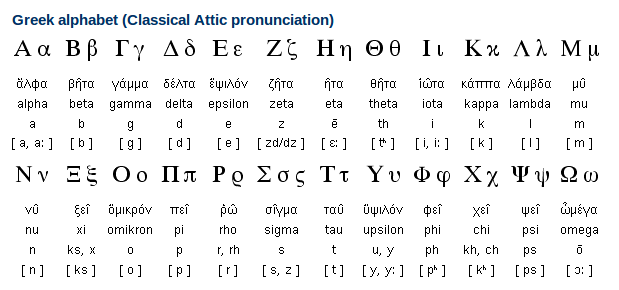 Greek alphabet (Classical Attic pronunciation)
Α α Β β Γ γ Δ δ Ε ε Ζ ζ Η η Θ θ Ι ι Κ ϰ Λ λ Μ μ
ἄλφα βῆτα γάμμα δέλτα ἔψιλόν ζῆτα ἦτα θῆτα ἰῶτα κάππα λάμβδα μῦ
alpha beta gamma delta epsilon zeta eta theta iota kappa lambda mu
a b g d e z ē th i k l m
[ a, aː ] [ b ] [ g ] [ d ] [ e ] [ zd/dz ] [ ɛː ] [ tʰ ] [ i, iː ] [ k ] [ l ] [ m ]
Ν ν Ξ ξ Ο ο Π π Ρ ϱ Σ σ ς Τ τ Υ υ Φ φ Χ χ Ψ ψ Ω ω
νῦ ξεῖ ὄμικρόν πεῖ ῥῶ σῖγμα ταῦ ὔψιλόν φεῖ χεῖ ψεῖ ὦμέγα
nu xi omikron pi rho sigma tau upsilon phi chi psi omega
n ks, x o p r, rh s t u, y ph kh, ch ps ō
[ n ] [ ks ] [ o ] [ p ] [ r ] [ s, z ] [ t ] [ y, yː ] [ pʰ ] [ kʰ ] [ ps ] [ ɔː ]